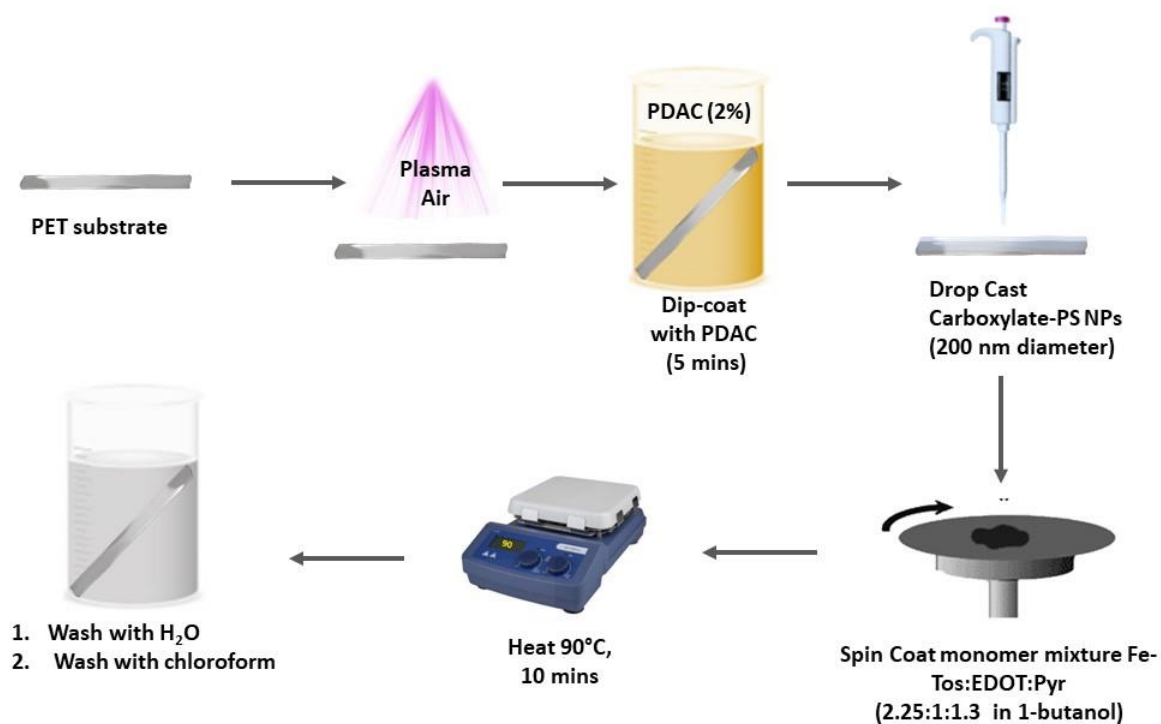 PET substrate
Plasma
Air
PDAC (2%)
Dip-coat
with PDAC
(5 mins)
Drop Cast
Carboxylate-PS NPs
(200 nm diameter)
Spin Coat monomer mixture Fe-
Tos:EDOT:Pyr
(2.25:1:1.3 in 1-butanol)
90
Heat 90°C,
10 mins
1. Wash with H₂O
2. Wash with chloroform